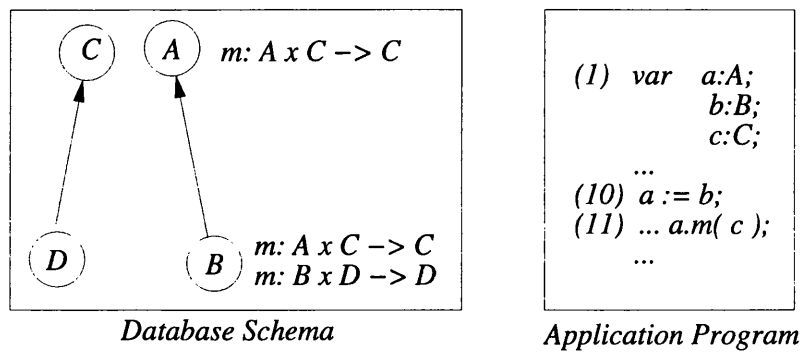 C A m: A x C –> C
D B m: A x C –> C
m: B x D –> D
Database Schema
(1) var a:A;
b:B;
c:C;
...
(10) a := b;
(11) ... a.m( c );
...
Application Program